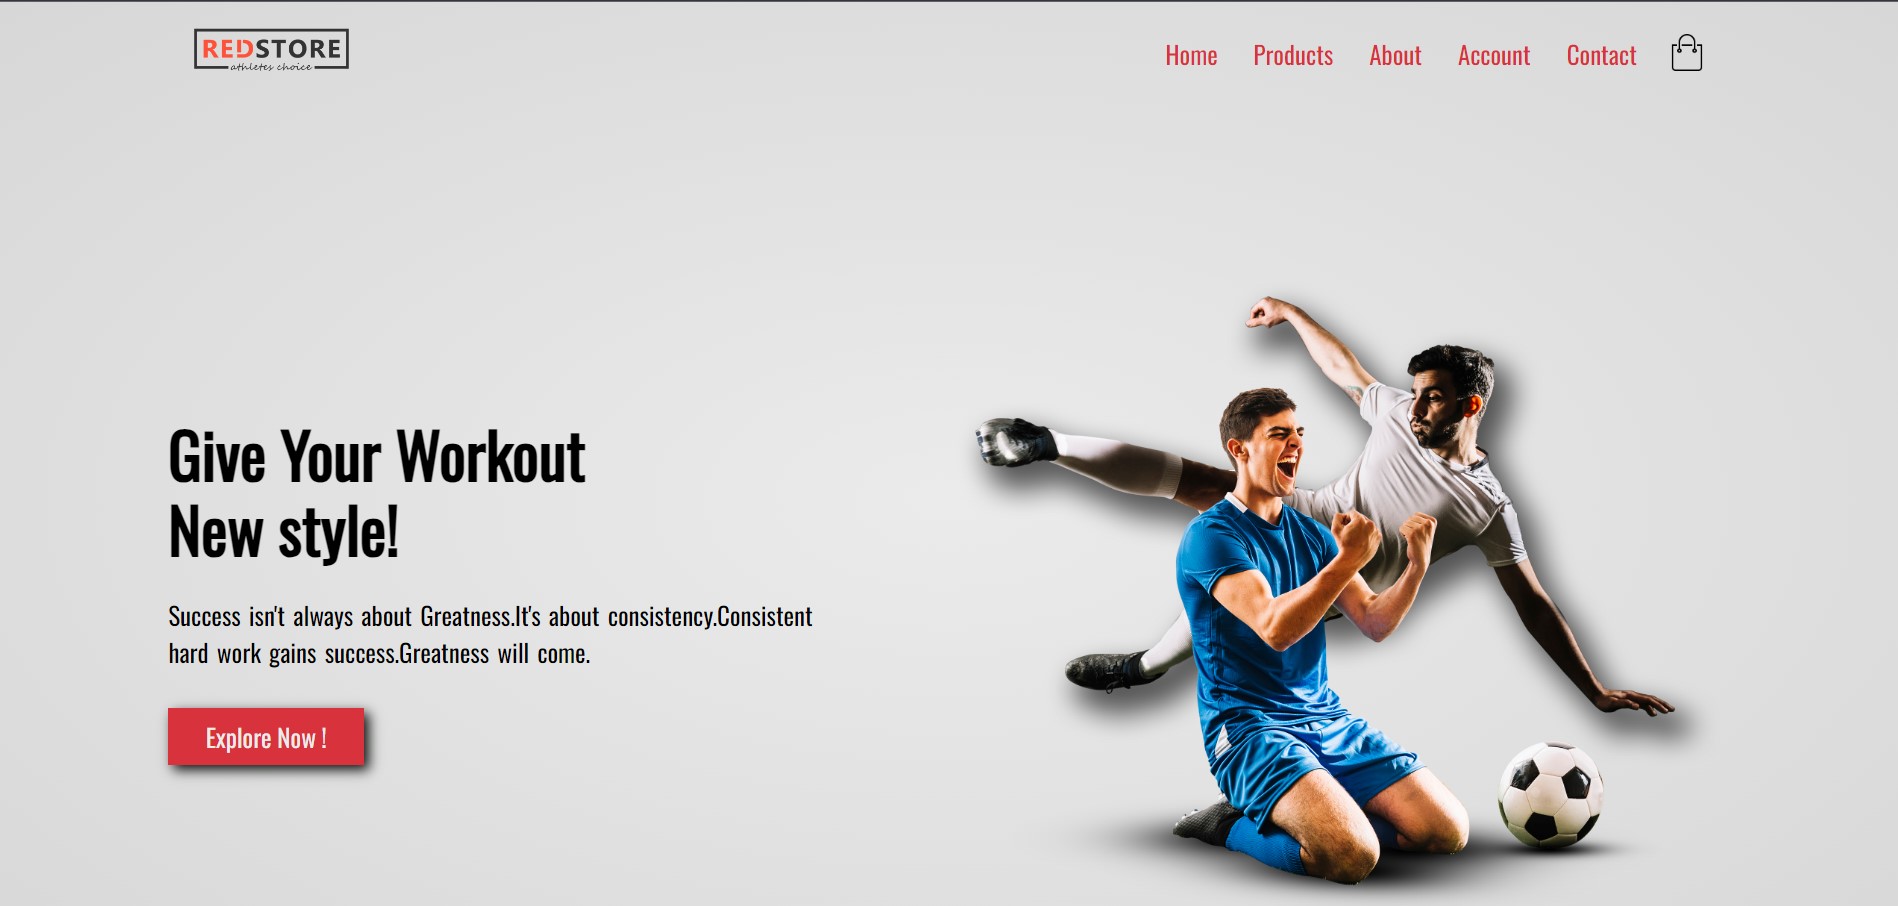 REDSTORE
athletes choice
Home Products About Account Contact
Give Your Workout
New style!
Success isn't always about Greatness.It's about consistency.Consistent
hard work gains success.Greatness will come.
Explore Now !